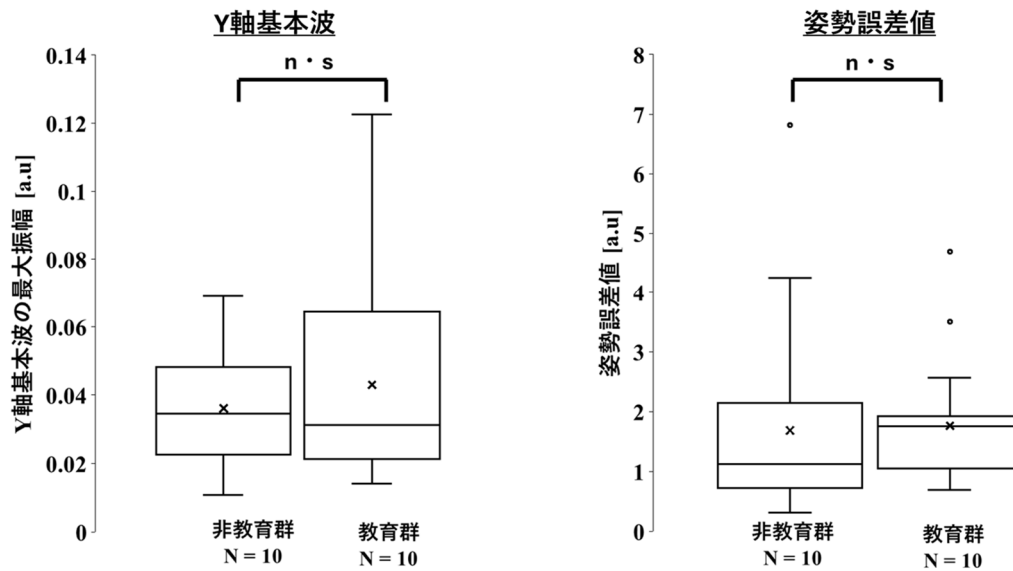 Y軸基本波
n・s
Y軸基本波の最大振幅 [a.u]
0.14
0.12
0.1
0.08
0.06
0.04
0.02
0
非教育群
N = 10
教育群
N = 10
姿勢誤差値
n・s
姿勢誤差値 [a.u]
8
7
6
5
4
3
2
1
0
非教育群
N = 10
教育群
N = 10